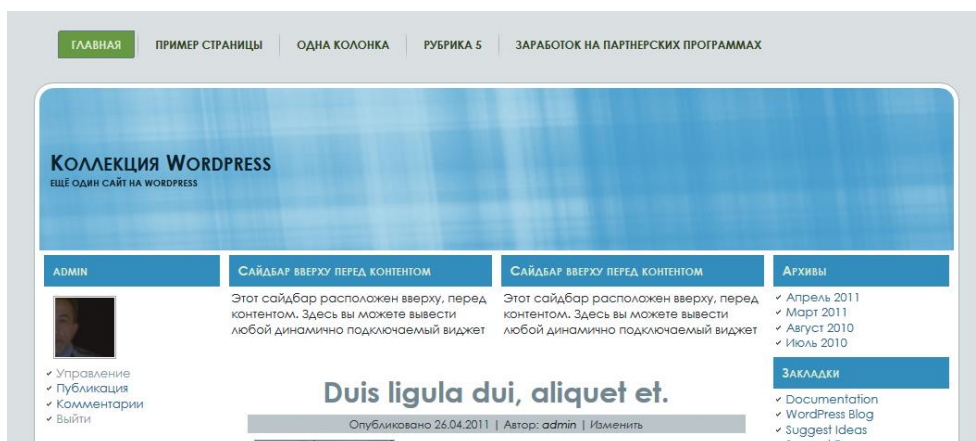 ГЛАВНАЯ ПРИМЕР СТРАНИЦЫ ОДНА КОЛОНКА РУБРИКА 5 ЗАРАБОТОК НА ПАРТНЕРСКИХ ПРОГРАММАХ
Коллекция Wordpress
ЕЩЁ ОДИН САЙТ НА WORDPRESS
ADMIN
Управление
Публикация
Комментарии
Выйти
Сайдбар вверху перед контентом
Этот сайдбар расположен вверху, перед
контентом. Здесь вы можете вывести
любой динамично подключаемый виджет
Сайдбар вверху перед контентом
Этот сайдбар расположен вверху, перед
контентом. Здесь вы можете вывести
любой динамично подключаемый виджет
Duis ligula dui, aliquet et.
Опубликовано 26.04.2011 | Автор: admin | Изменить
Архивы
Апрель 2011
Март 2011
Август 2010
Июль 2010
Закладки
Documentation
WordPress Blog
Suggest Ideas